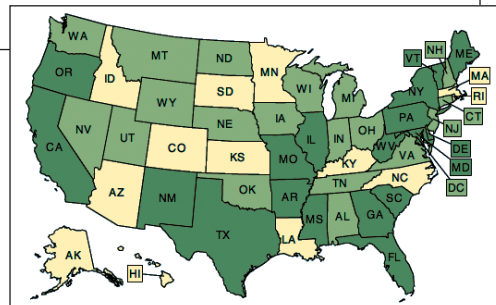 WA
MT
ND
MN
VT
NH
ME
OR
ID
SD
WI
MI
NY
MA
RI
WY
CT
NE
IA
PA
NJ
NV
UT
IL
IN
OH
DE
CA
CO
KS
MO
KY
WV
VA
MD
DC
AZ
NM
OK
AR
TN
NC
SC
TX
MS
AL
GA
LA
AK
HI
FL